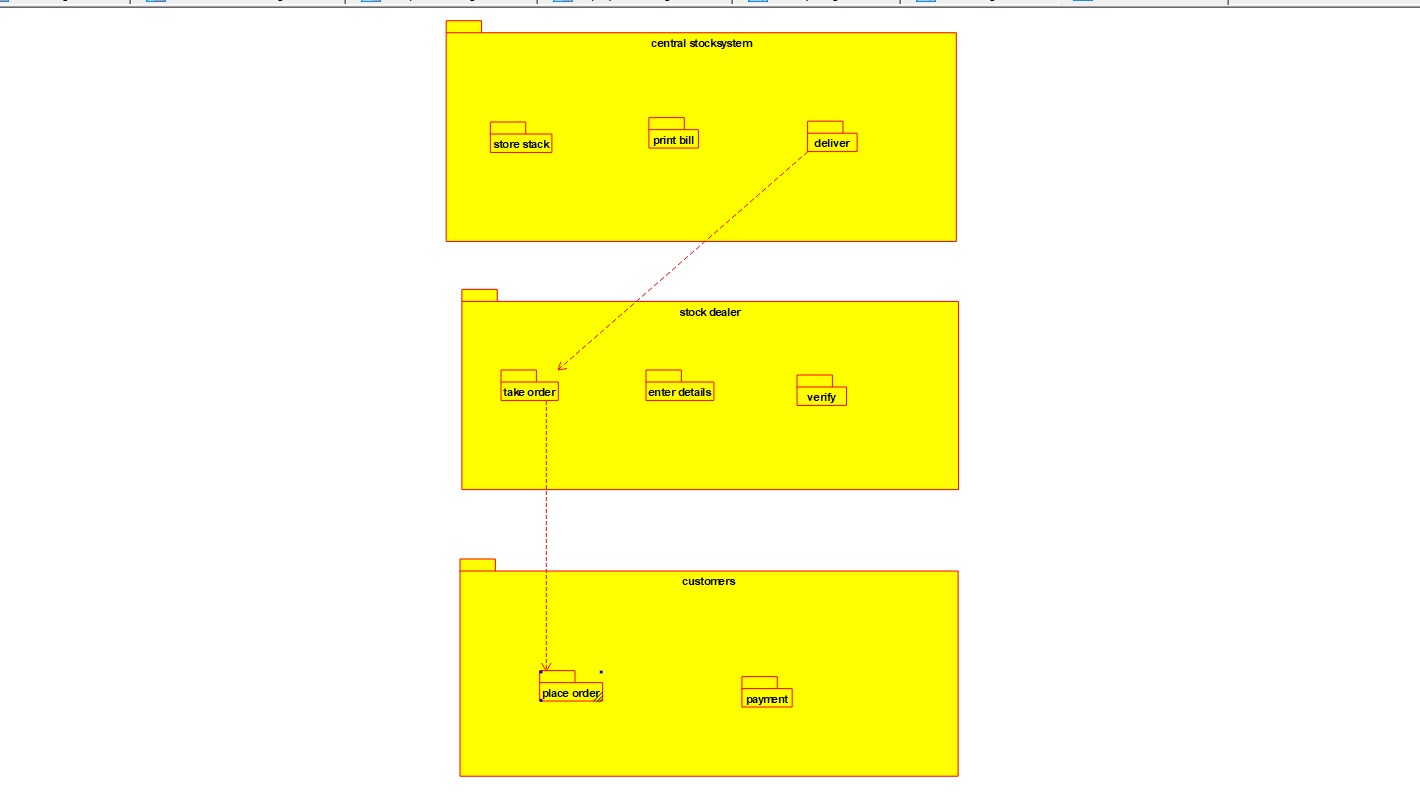 central stocksystem
store stack
print bill
deliver
stock dealer
take order
enter details
verify
customers
place order
payment